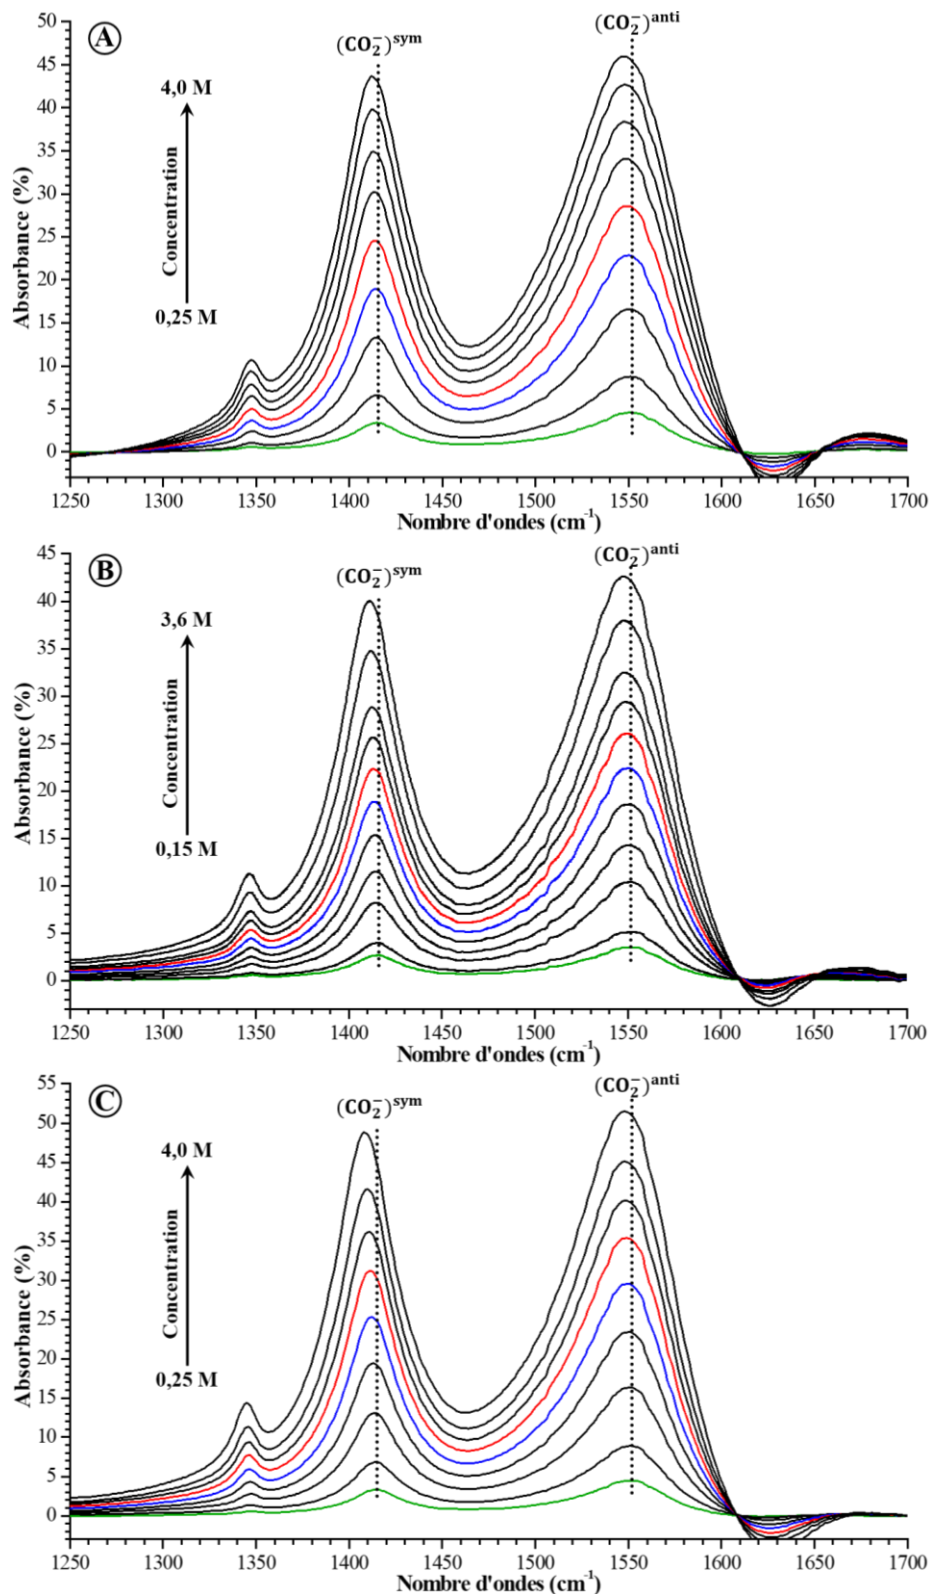 A
(CO₂⁻)ˢʸᵐ
(CO₂⁻)ᵃⁿᵗⁱ
4,0 M
Concentration
0,25 M
Absorbance (%)
50
45
40
35
30
25
20
15
10
5
0
1250 1300 1350 1400 1450 1500 1550 1600 1650 1700
Nombre d'ondes (cm⁻¹)
B
(CO₂⁻)ˢʸᵐ
(CO₂⁻)ᵃⁿᵗⁱ
3,6 M
Concentration
0,15 M
Absorbance (%)
45
40
35
30
25
20
15
10
5
0
1250 1300 1350 1400 1450 1500 1550 1600 1650 1700
Nombre d'ondes (cm⁻¹)
C
(CO₂⁻)ˢʸᵐ
(CO₂⁻)ᵃⁿᵗⁱ
4,0 M
Concentration
0,25 M
Absorbance (%)
55
50
45
40
35
30
25
20
15
10
5
0
1250 1300 1350 1400 1450 1500 1550 1600 1650 1700
Nombre d'ondes (cm⁻¹)